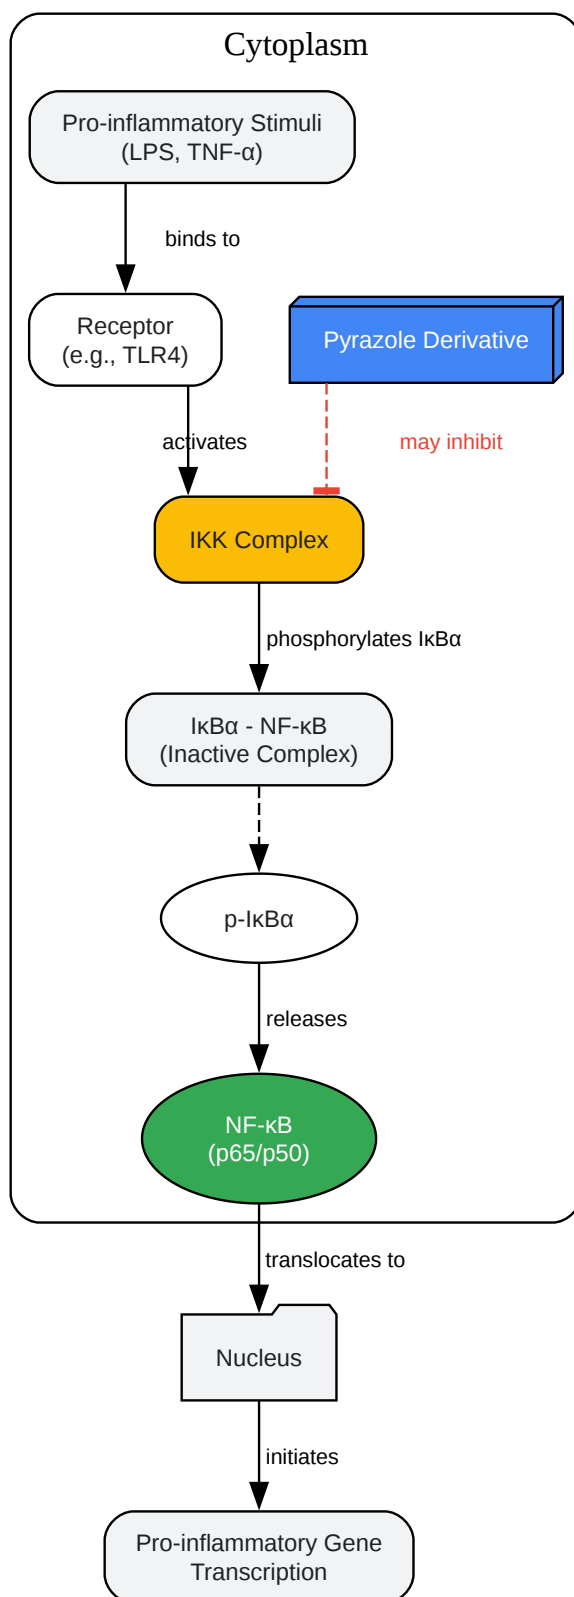 Cytoplasm
Pro-inflammatory Stimuli
(LPS, TNF-α)
binds to
Receptor
(e.g., TLR4)
Pyrazole Derivative
activates
may inhibit
IKK Complex
phosphorylates IκBα
IκBα - NF-κB
(Inactive Complex)
p-IκBα
releases
NF-κB
(p65/p50)
translocates to
Nucleus
initiates
Pro-inflammatory Gene
Transcription